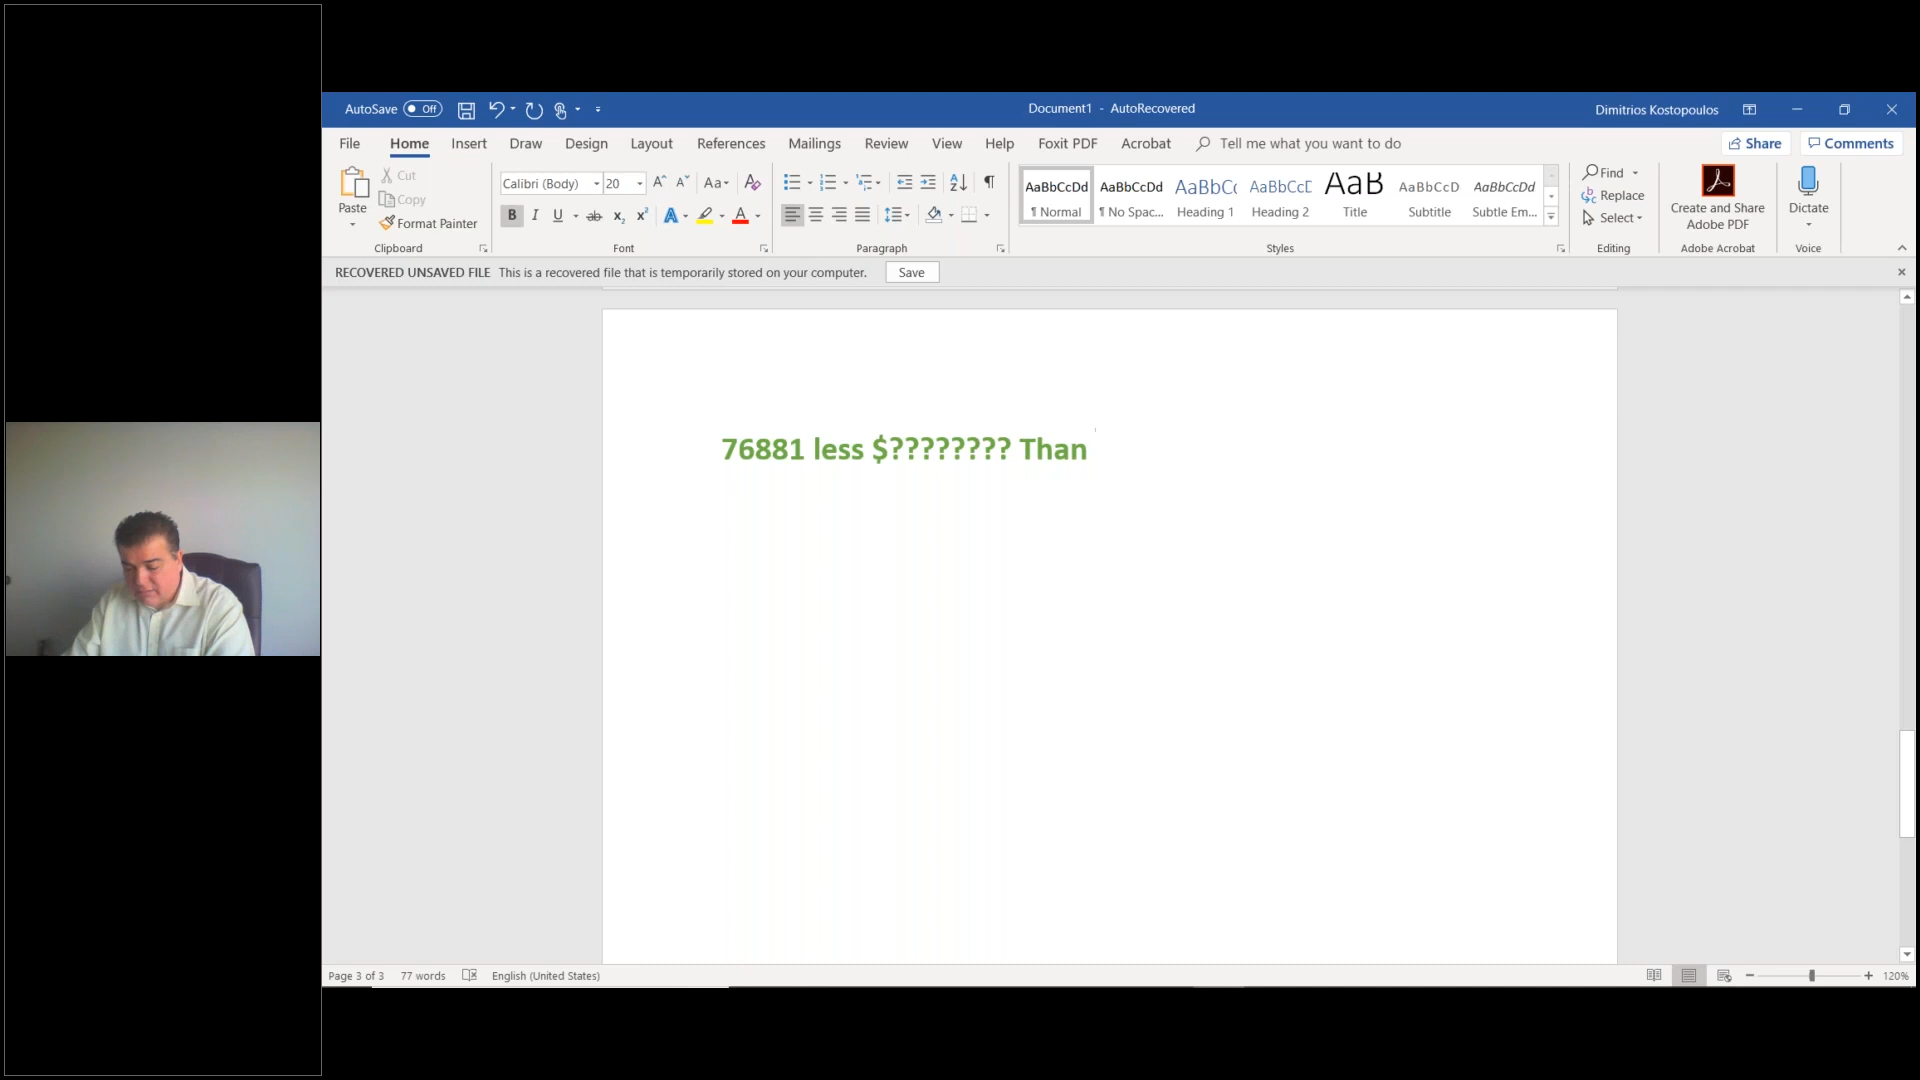 AutoSave Off
Document1 - AutoRecovered
Dimitrios Kostopoulos
File Home Insert Draw Design Layout References Mailings Review View Help Foxit PDF Acrobat Tell me what you want to do
Share Comments
Paste
Cut
Copy
Format Painter
Clipboard
Calibri (Body) 20
Font
Paragraph
AaBbCcDd AaBbCcDd AaBbCc AaBbCcD AaB AaBbCcD AaBbCcDd
¶ Normal ¶ No Spac... Heading 1 Heading 2 Title Subtitle Subtle Em...
Styles
Find
Replace
Select
Editing
Create and Share
Adobe PDF
Adobe Acrobat
Dictate
Voice
RECOVERED UNSAVED FILE This is a recovered file that is temporarily stored on your computer. Save
76881 less $???????? Than
Page 3 of 3 77 words English (United States) 120%